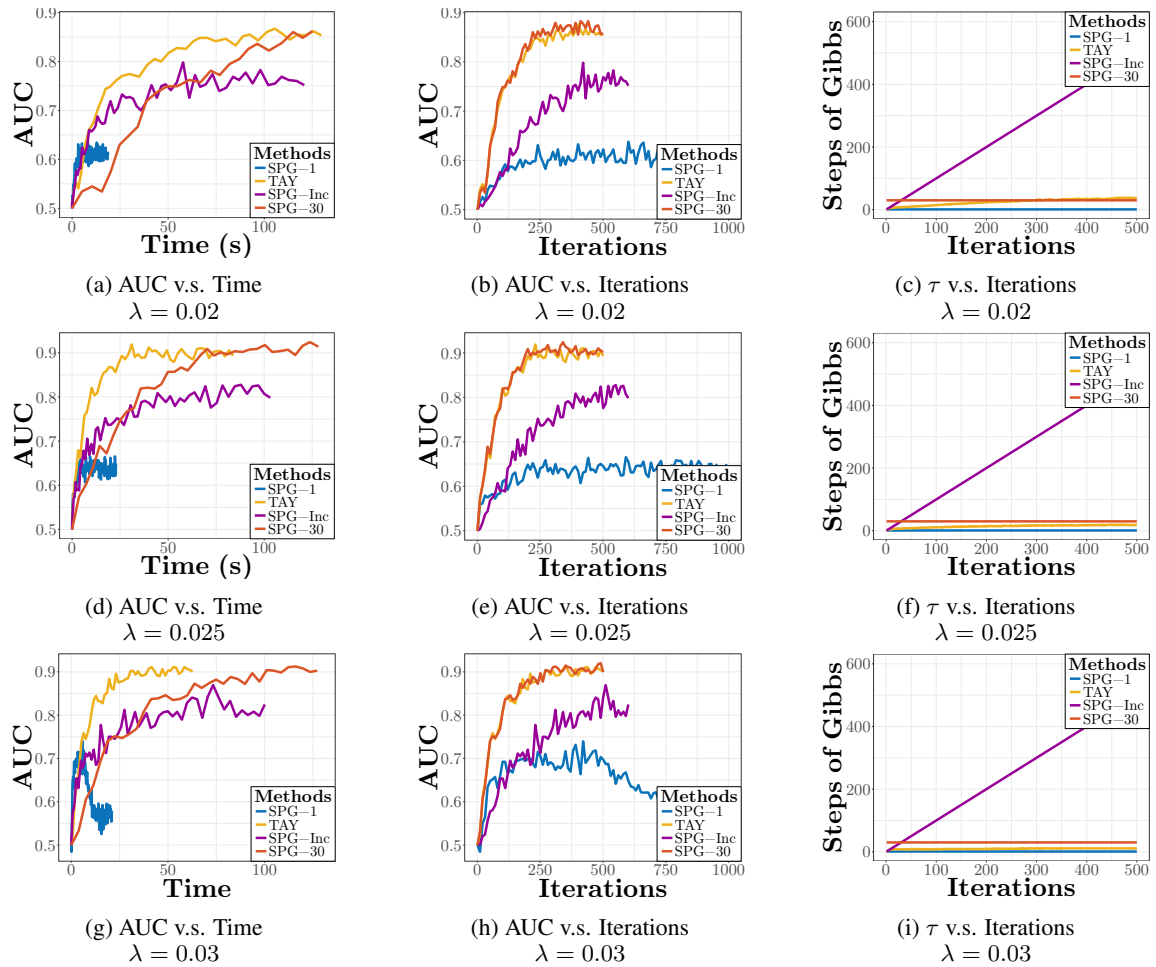 AUC
0.9
0.8
0.7
0.6
0.5
0
50
100
Time (s)
Methods
SPG−1
TAY
SPG−Inc
SPG−30
(a) AUC v.s. Time
λ = 0.02
AUC
0.9
0.8
0.7
0.6
0.5
0
250
500
750
1000
Iterations
Methods
SPG−1
TAY
SPG−Inc
SPG−30
(b) AUC v.s. Iterations
λ = 0.02
Steps of Gibbs
600
400
200
0
0
100
200
300
400
500
Iterations
Methods
SPG−1
TAY
SPG−Inc
SPG−30
(c) τ v.s. Iterations
λ = 0.02
AUC
0.9
0.8
0.7
0.6
0.5
0
50
100
Time (s)
Methods
SPG−1
TAY
SPG−Inc
SPG−30
(d) AUC v.s. Time
λ = 0.025
AUC
0.9
0.8
0.7
0.6
0.5
0
250
500
750
1000
Iterations
Methods
SPG−1
TAY
SPG−Inc
SPG−30
(e) AUC v.s. Iterations
λ = 0.025
Steps of Gibbs
600
400
200
0
0
100
200
300
400
500
Iterations
Methods
SPG−1
TAY
SPG−Inc
SPG−30
(f) τ v.s. Iterations
λ = 0.025
AUC
0.9
0.8
0.7
0.6
0.5
0
25
50
75
100
125
Time
Methods
SPG−1
TAY
SPG−Inc
SPG−30
(g) AUC v.s. Time
λ = 0.03
AUC
0.9
0.8
0.7
0.6
0.5
0
250
500
750
1000
Iterations
Methods
SPG−1
TAY
SPG−Inc
SPG−30
(h) AUC v.s. Iterations
λ = 0.03
Steps of Gibbs
600
400
200
0
0
100
200
300
400
500
Iterations
Methods
SPG−1
TAY
SPG−Inc
SPG−30
(i) τ v.s. Iterations
λ = 0.03